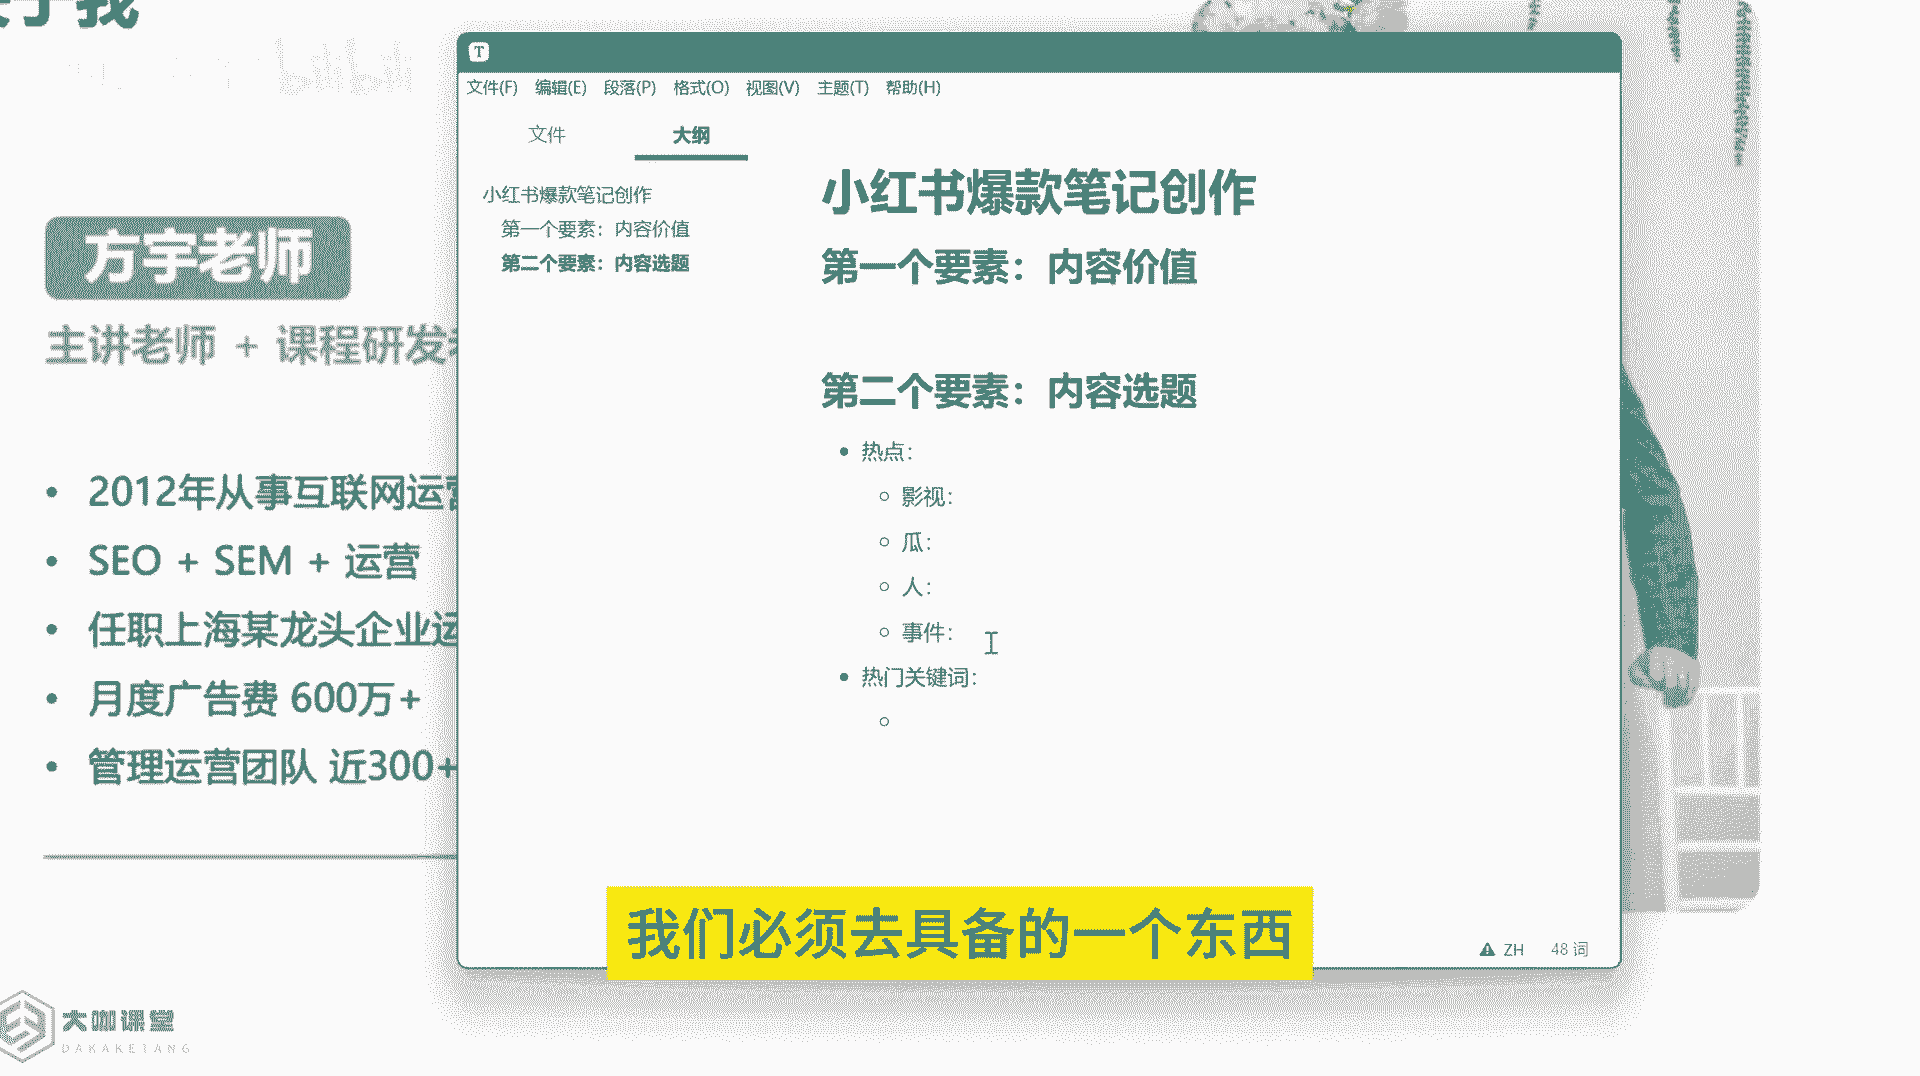 我
bilibili
方宇老师
主讲老师 + 课程研发
• 2012年从事互联网运营
• SEO + SEM + 运营
• 任职上海某龙头企业运
• 月度广告费 600万+
• 管理运营团队 近300+
大咖课堂
DAKAKETANG
T
文件(F) 编辑(E) 段落(P) 格式(O) 视图(V) 主题(T) 帮助(H)
文件 大纲
小红书爆款笔记创作
第一个要素：内容价值
第二个要素：内容选题
小红书爆款笔记创作
第一个要素：内容价值
第二个要素：内容选题
• 热点：
○ 影视：
○ 瓜：
○ 人：
○ 事件：
• 热门关键词：
ZH 48 词
我们必须去具备的一个东西